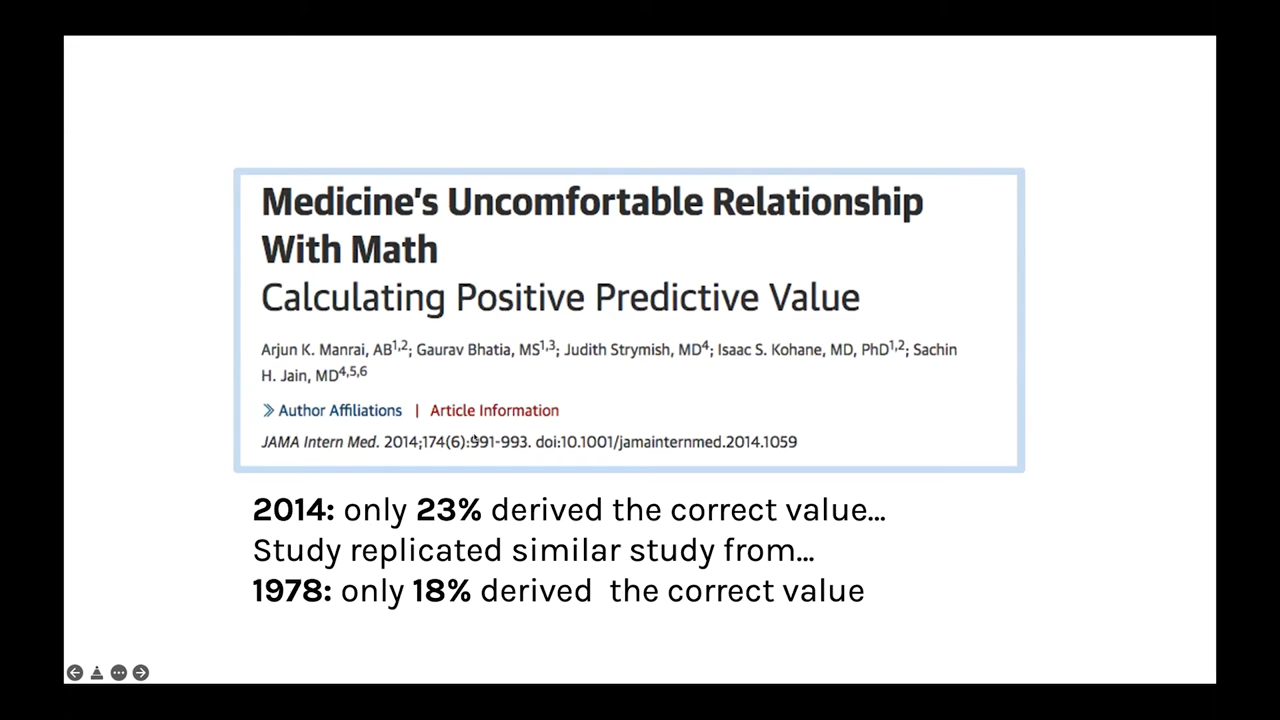 Medicine's Uncomfortable Relationship
With Math
Calculating Positive Predictive Value
Arjun K. Manrai, AB1,2; Gaurav Bhatia, MS1,3; Judith Strymish, MD4; Isaac S. Kohane, MD, PhD1,2; Sachin
H. Jain, MD4,5,6
» Author Affiliations | Article Information
JAMA Intern Med. 2014;174(6):991-993. doi:10.1001/jamainternmed.2014.1059
2014: only 23% derived the correct value...
Study replicated similar study from...
1978: only 18% derived the correct value